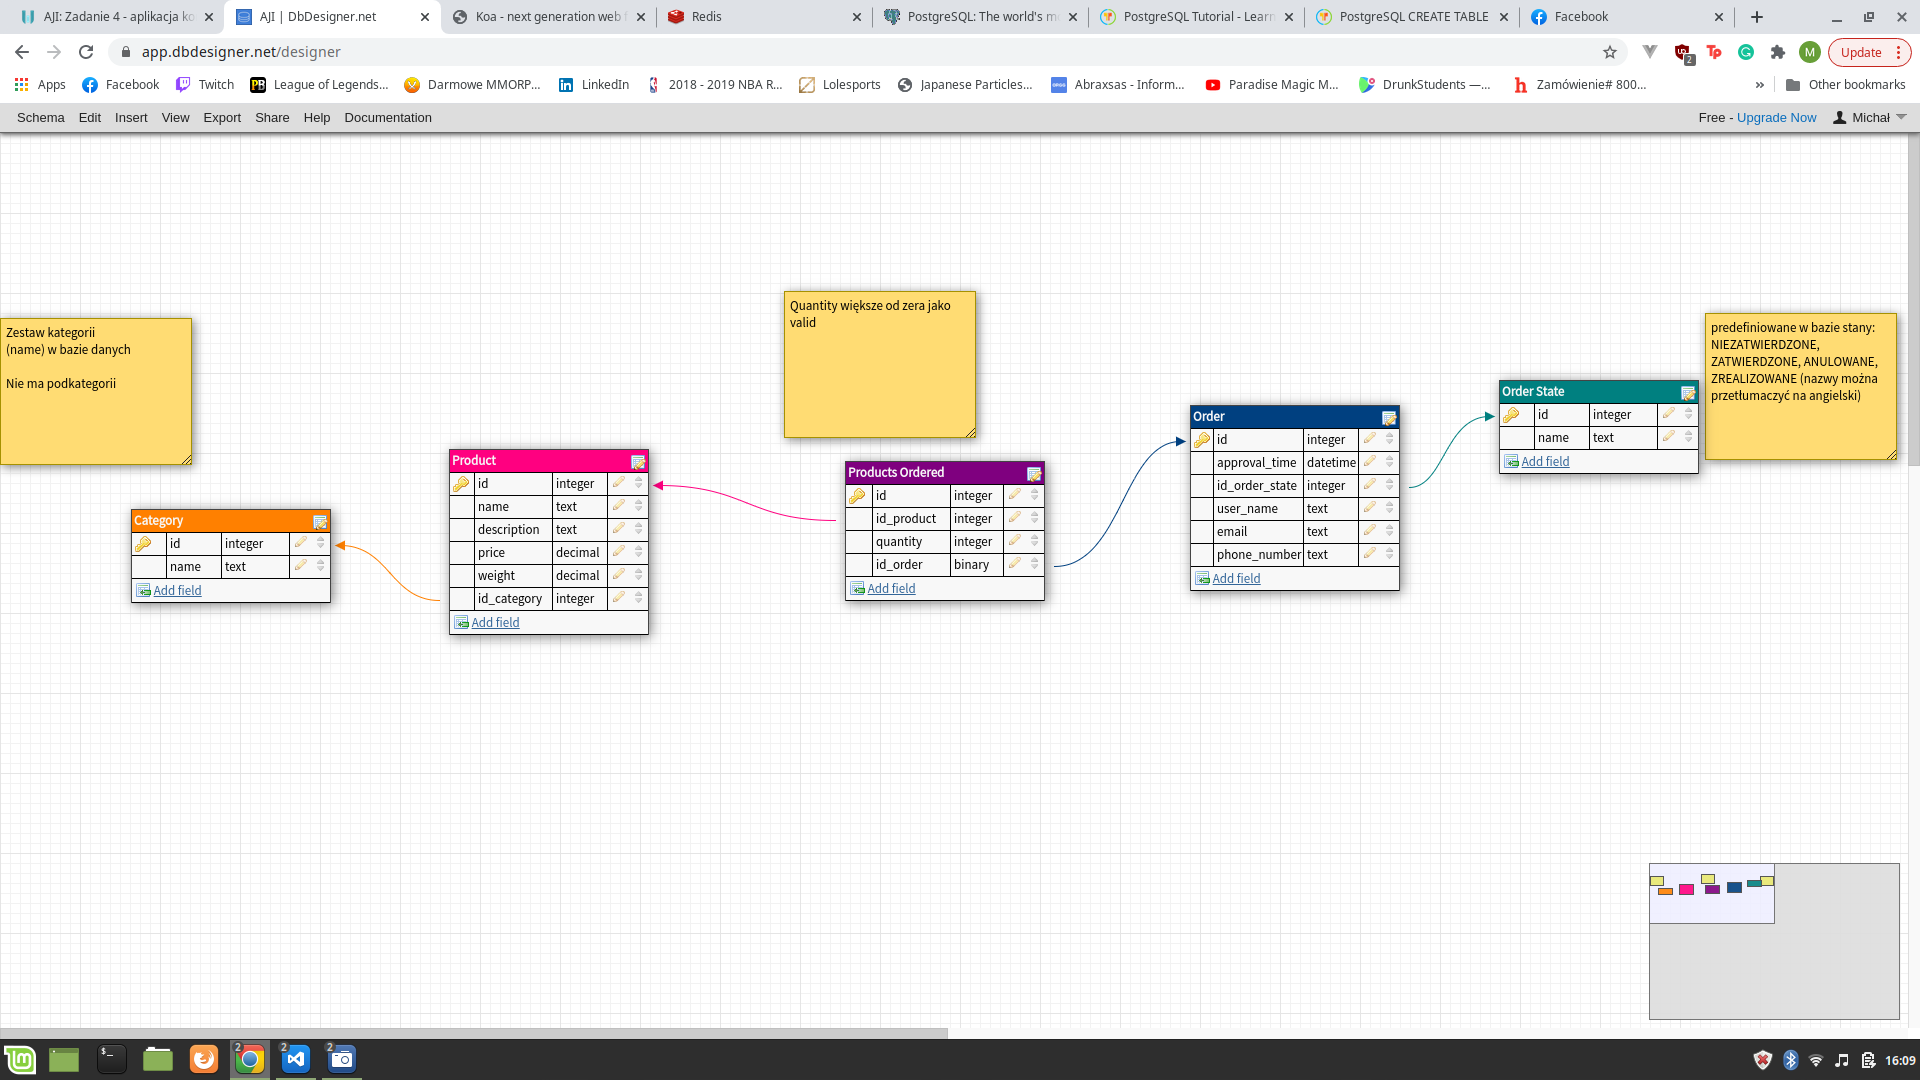 AJI: Zadanie 4 - aplikacja ko
AJI | DbDesigner.net
Koa - next generation web f
Redis
PostgreSQL: The world's m
PostgreSQL Tutorial - Learn
PostgreSQL CREATE TABLE
Facebook
app.dbdesigner.net/designer
2
M
Update
Apps
Facebook
Twitch
League of Legends...
Darmowe MMORP...
LinkedIn
2018 - 2019 NBA R...
Lolesports
Japanese Particles...
Abraxsas - Inform...
Paradise Magic M...
DrunkStudents —...
Zamówienie# 800...
»
Other bookmarks
Schema Edit Insert View Export Share Help Documentation
Free - Upgrade Now
Michał
Zestaw kategorii
(name) w bazie danych
Nie ma podkategorii
Quantity większe od zera jako
valid
predefiniowane w bazie stany:
NIEZATWIERDZONE,
ZATWIERDZONE, ANULOWANE,
ZREALIZOWANE (nazwy można
przetłumaczyć na angielski)
Category
id integer
name text
Add field
Product
id integer
name text
description text
price decimal
weight decimal
id_category integer
Add field
Products Ordered
id integer
id_product integer
quantity integer
id_order binary
Add field
Order
id integer
approval_time datetime
id_order_state integer
user_name text
email text
phone_number text
Add field
Order State
id integer
name text
Add field
2
2
2
16:09